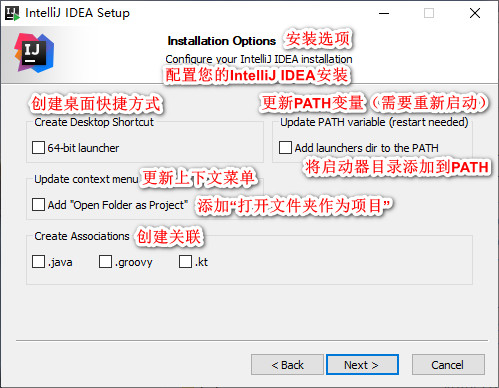 IntelliJ IDEA Setup
IJ
Installation Options 安装选项
Configure your IntelliJ IDEA installation
配置您的IntelliJ IDEA安装
创建桌面快捷方式 更新PATH变量（需要重新启动）
Create Desktop Shortcut Update PATH variable (restart needed)
64-bit launcher Add launchers dir to the PATH
将启动器目录添加到PATH
Update context menu 更新上下文菜单
Add "Open Folder as Project" 添加“打开文件夹作为项目”
Create Associations 创建关联
.java .groovy .kt
< Back Next > Cancel